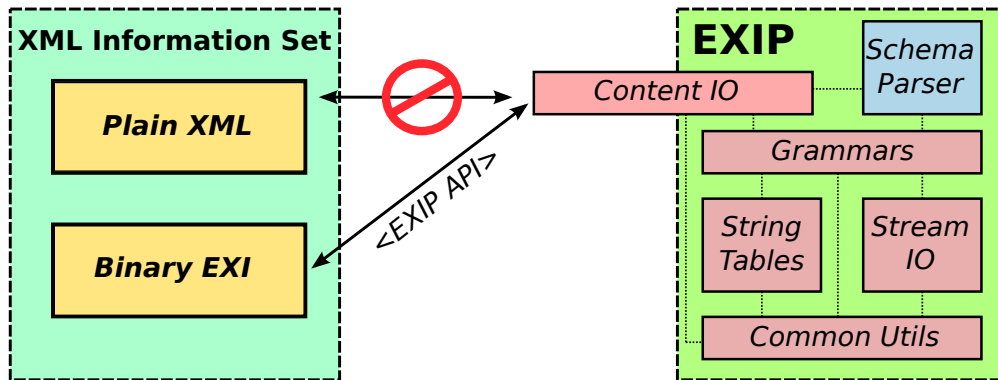 XML Information Set
Plain XML
Binary EXI
<EXIP API>
EXIP
Content IO
Schema
Parser
Grammars
String
Tables
Stream
IO
Common Utils